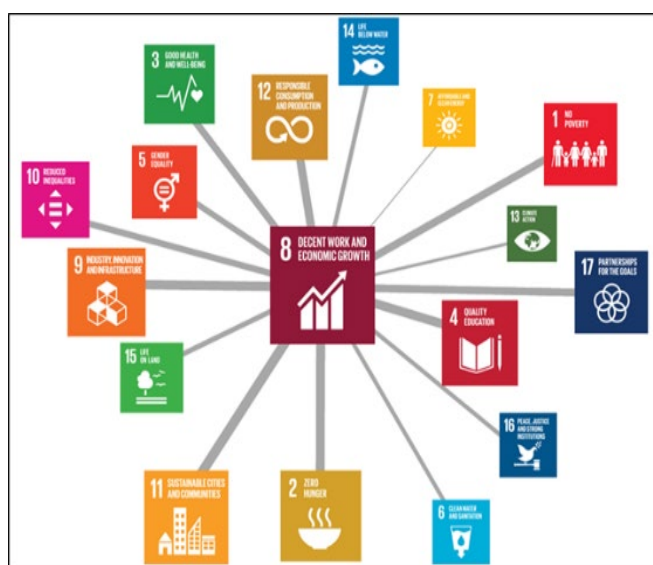 14 LIFE
BELOW WATER
3 GOOD HEALTH
AND WELL-BEING
12 RESPONSIBLE
CONSUMPTION
AND PRODUCTION
7 AFFORDABLE AND
CLEAN ENERGY
1 NO
POVERTY
5 GENDER
EQUALITY
10 REDUCED
INEQUALITIES
13 CLIMATE
ACTION
8 DECENT WORK AND
ECONOMIC GROWTH
9 INDUSTRY, INNOVATION
AND INFRASTRUCTURE
17 PARTNERSHIPS
FOR THE GOALS
4 QUALITY
EDUCATION
15 LIFE
ON LAND
16 PEACE, JUSTICE
AND STRONG
INSTITUTIONS
11 SUSTAINABLE CITIES
AND COMMUNITIES
2 ZERO
HUNGER
6 CLEAN WATER
AND SANITATION